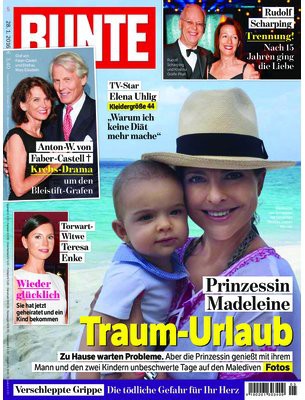 28. 1. 2016
BUNTE
Rudolf
Scharping
Trennung!
Nach 15
Jahren ging
die Liebe
TV-Star
Elena Uhlig
Kleidergröße 44
„Warum ich
keine Diät
mehr mache“
Anton-W. von
Faber-Castell †
Krebs-Drama
um den
Bleistift-Grafen
Torwart-
Witwe
Teresa
Enke
Wieder
glücklich
Sie hat jetzt
geheiratet und ein
Kind bekommen
Prinzessin
Madeleine
Traum-Urlaub
Zu Hause warten Probleme. Aber die Prinzessin genießt mit ihrem
Mann und den zwei Kindern unbeschwerte Tage auf den Malediven Fotos
Verschleppte Grippe Die tödliche Gefahr für Ihr Herz